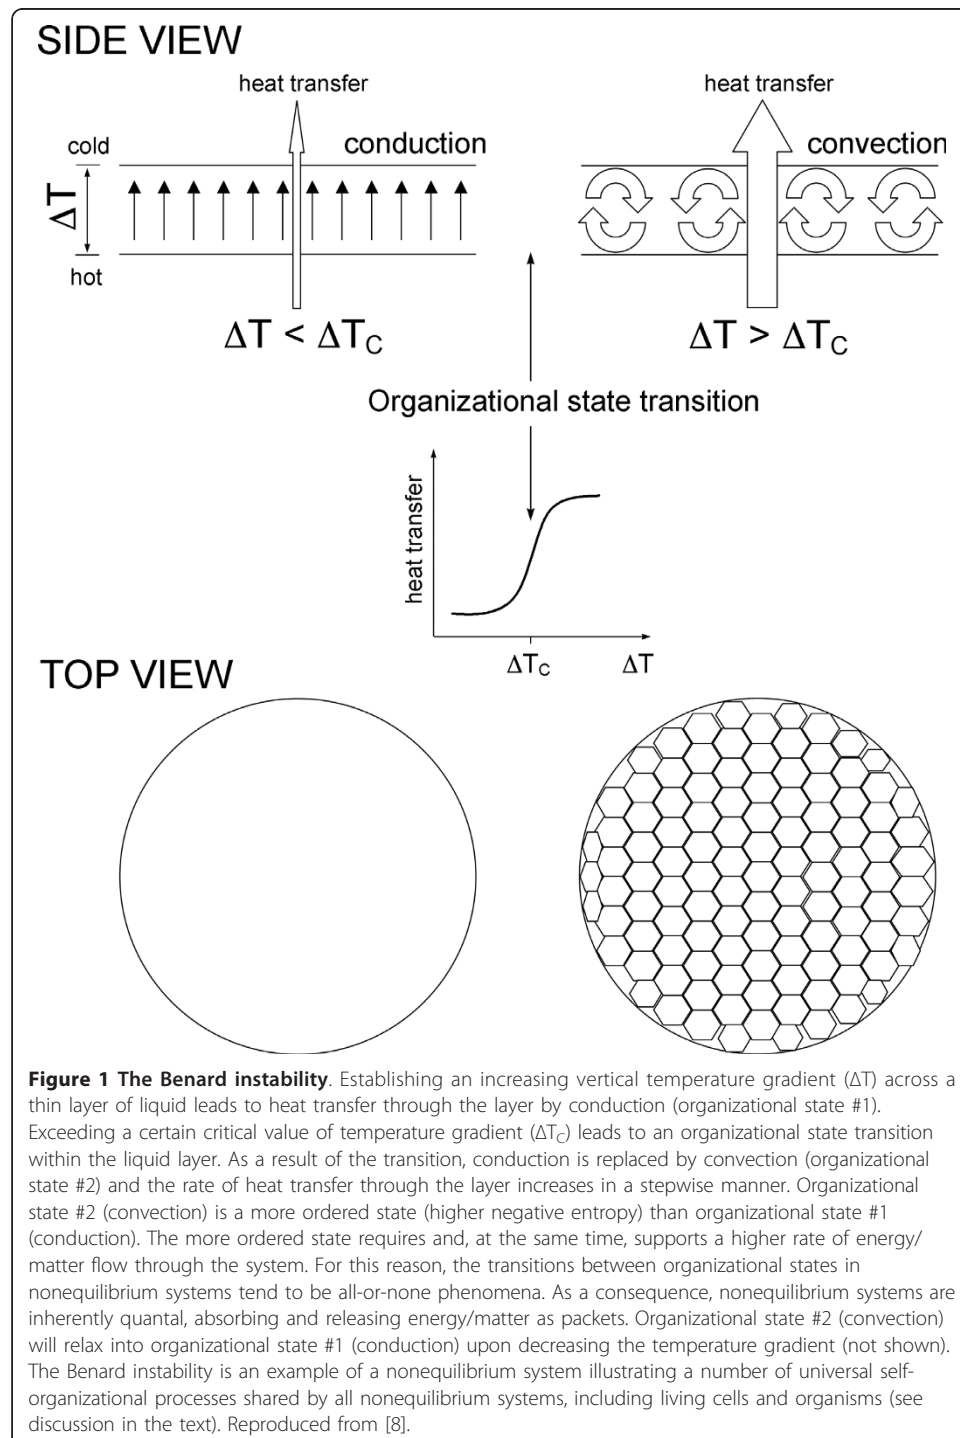 SIDE VIEW
heat transfer
heat transfer
cold
conduction
convection
ΔT
hot
ΔT < ΔTC
ΔT > ΔTC
Organizational state transition
heat transfer
ΔTC
ΔT
TOP VIEW
Figure 1 The Benard instability. Establishing an increasing vertical temperature gradient (ΔT) across a
thin layer of liquid leads to heat transfer through the layer by conduction (organizational state #1).
Exceeding a certain critical value of temperature gradient (ΔTC) leads to an organizational state transition
within the liquid layer. As a result of the transition, conduction is replaced by convection (organizational
state #2) and the rate of heat transfer through the layer increases in a stepwise manner. Organizational
state #2 (convection) is a more ordered state (higher negative entropy) than organizational state #1
(conduction). The more ordered state requires and, at the same time, supports a higher rate of energy/
matter flow through the system. For this reason, the transitions between organizational states in
nonequilibrium systems tend to be all-or-none phenomena. As a consequence, nonequilibrium systems are
inherently quantal, absorbing and releasing energy/matter as packets. Organizational state #2 (convection)
will relax into organizational state #1 (conduction) upon decreasing the temperature gradient (not shown).
The Benard instability is an example of a nonequilibrium system illustrating a number of universal self-
organizational processes shared by all nonequilibrium systems, including living cells and organisms (see
discussion in the text). Reproduced from [8].